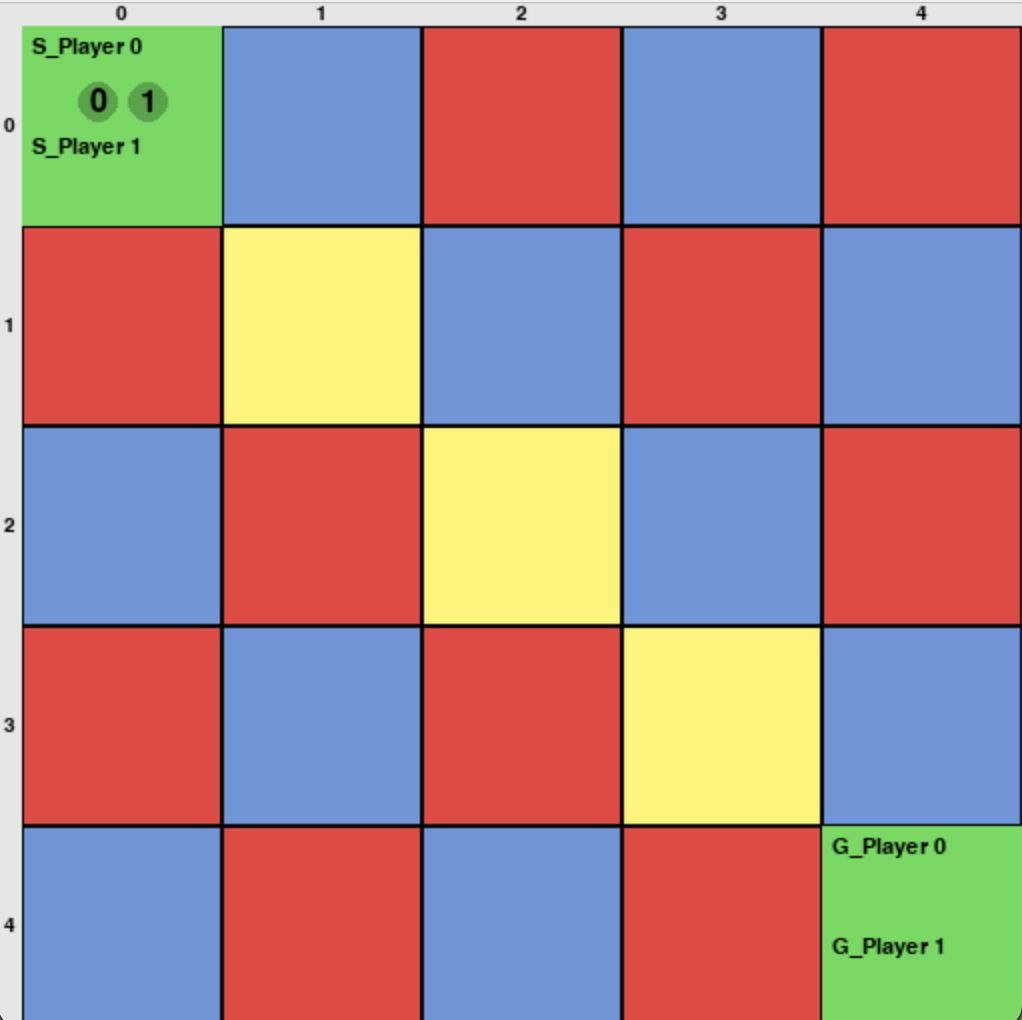 0 1 2 3 4
S_Player 0
0 1
0
S_Player 1
1
2
3
G_Player 0
4
G_Player 1